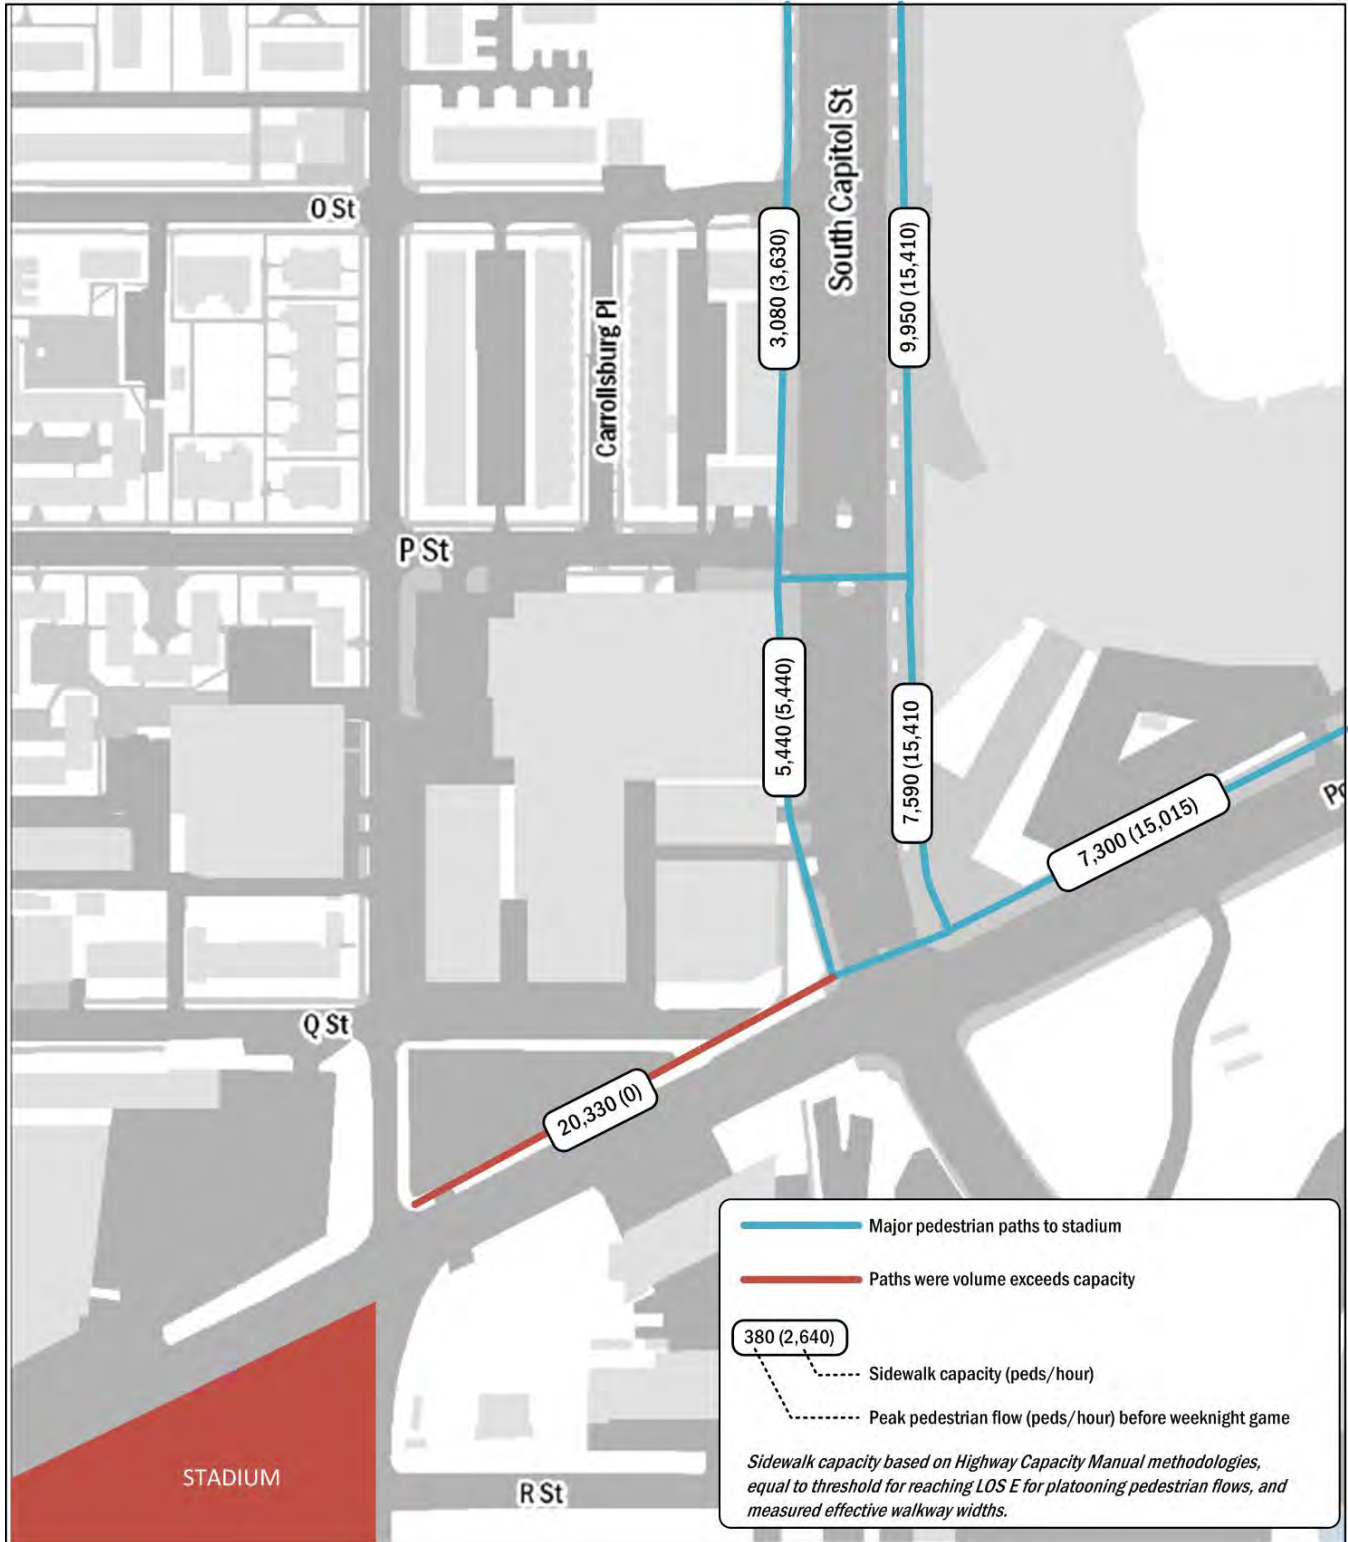 South Capitol St
O St
3,080 (3,630)
9,950 (15,410)
Carrollsburg Pl
P St
5,440 (5,440)
7,590 (15,410
7,300 (15,015)
Po
Q St
20,330 (0)
Major pedestrian paths to stadium
Paths were volume exceeds capacity
380 (2,640)
Sidewalk capacity (peds/hour)
Peak pedestrian flow (peds/hour) before weeknight game
Sidewalk capacity based on Highway Capacity Manual methodologies,
equal to threshold for reaching LOS E for platooning pedestrian flows, and
measured effective walkway widths.
STADIUM
R St